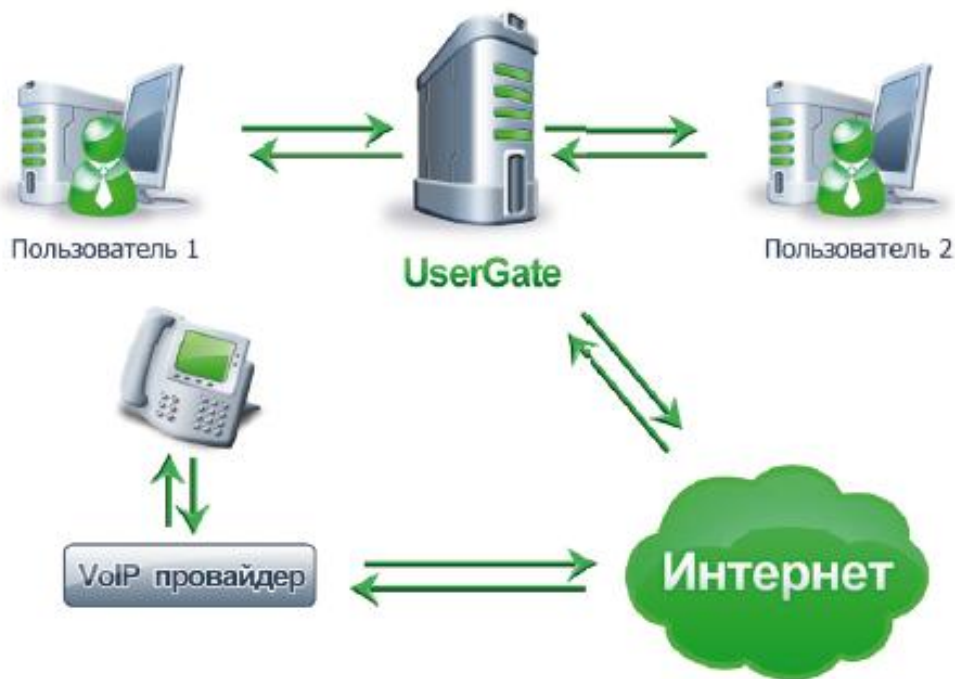 Пользователь 1
Пользователь 2
UserGate
VoIP провайдер
Интернет